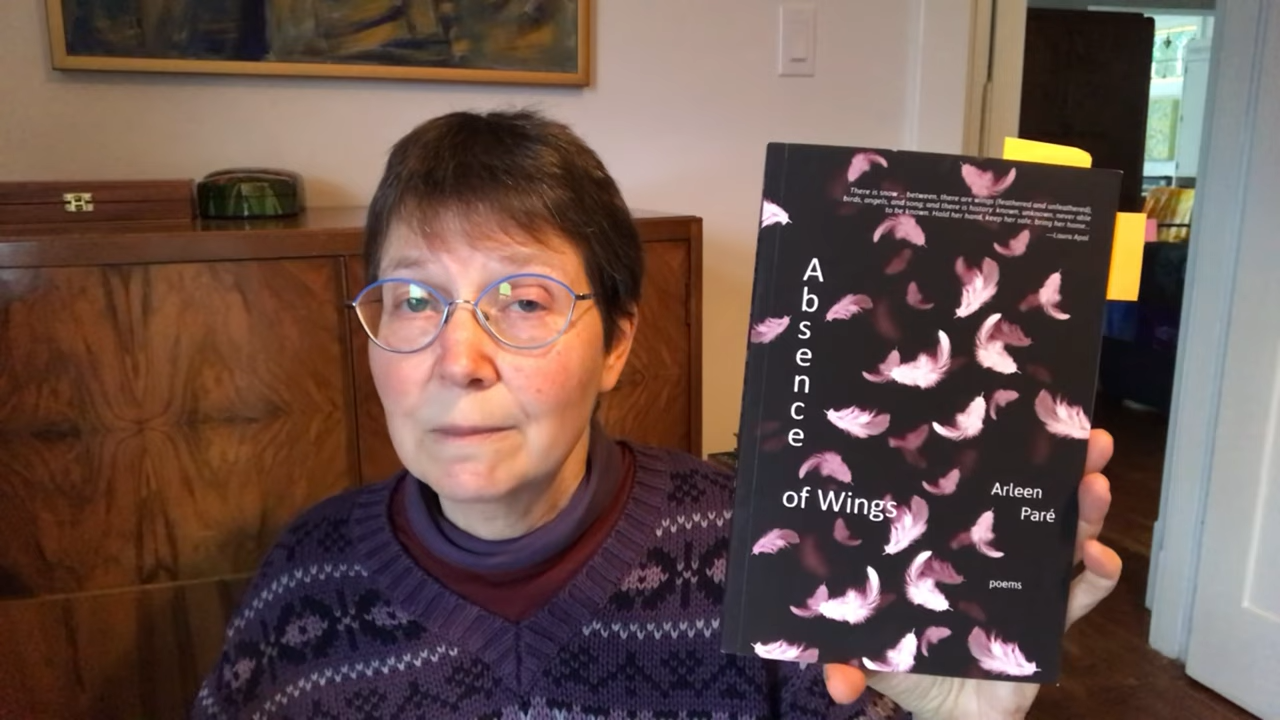 There is snow .. between, there are wings (feathered and unfeathered);
birds, angels, and song; and there is history: known, unknown, never able
to be known. Hold her hand, keep her safe, bring her home...
—Laura Apol
Absence
of Wings
Arleen
Paré
poems